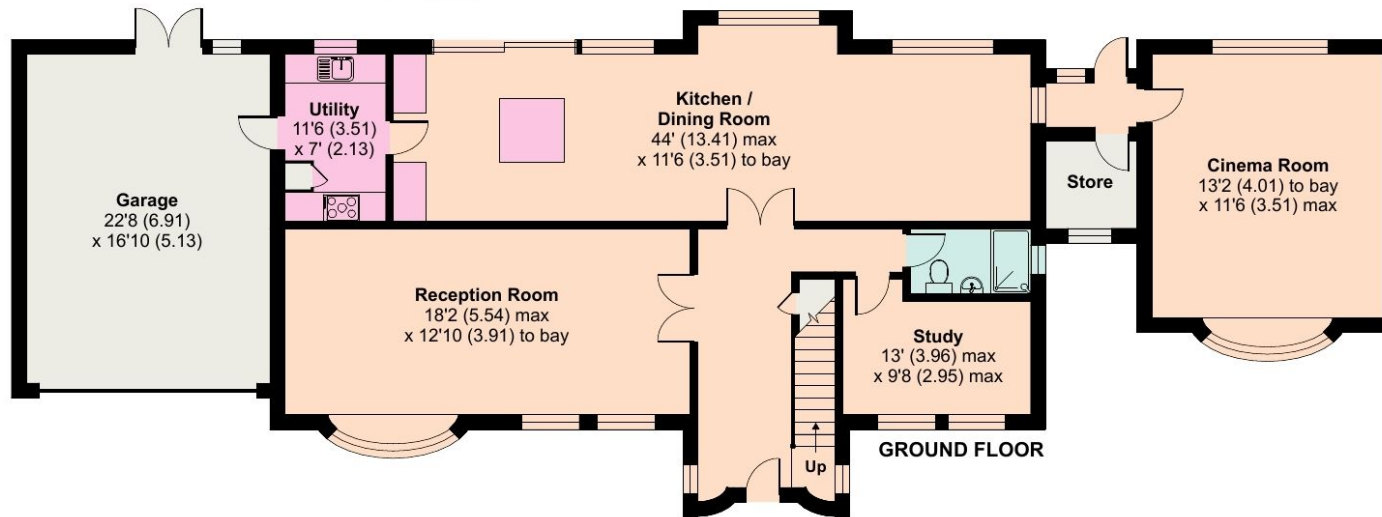 Utility
11'6 (3.51)
x 7' (2.13)
Kitchen /
Dining Room
44' (13.41) max
x 11'6 (3.51) to bay
Garage
22'8 (6.91)
x 16'10 (5.13)
Store
Cinema Room
13'2 (4.01) to bay
x 11'6 (3.51) max
Reception Room
18'2 (5.54) max
x 12'10 (3.91) to bay
Study
13' (3.96) max
x 9'8 (2.95) max
Up
GROUND FLOOR